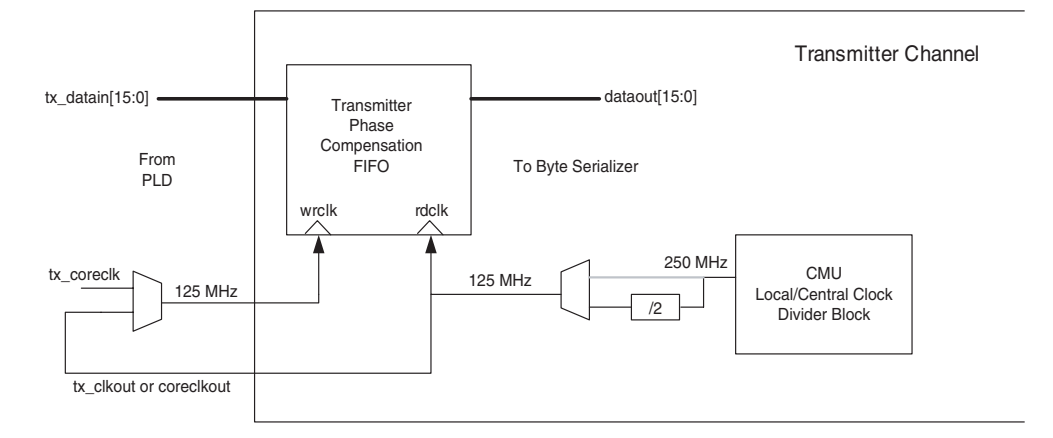 Transmitter Channel
tx_datain[15:0]
Transmitter
Phase
Compensation
FIFO
dataout[15:0]
From
PLD
To Byte Serializer
wrclk
rdclk
tx_coreclk
125 MHz
125 MHz
250 MHz
/2
CMU
Local/Central Clock
Divider Block
tx_clkout or coreclkout